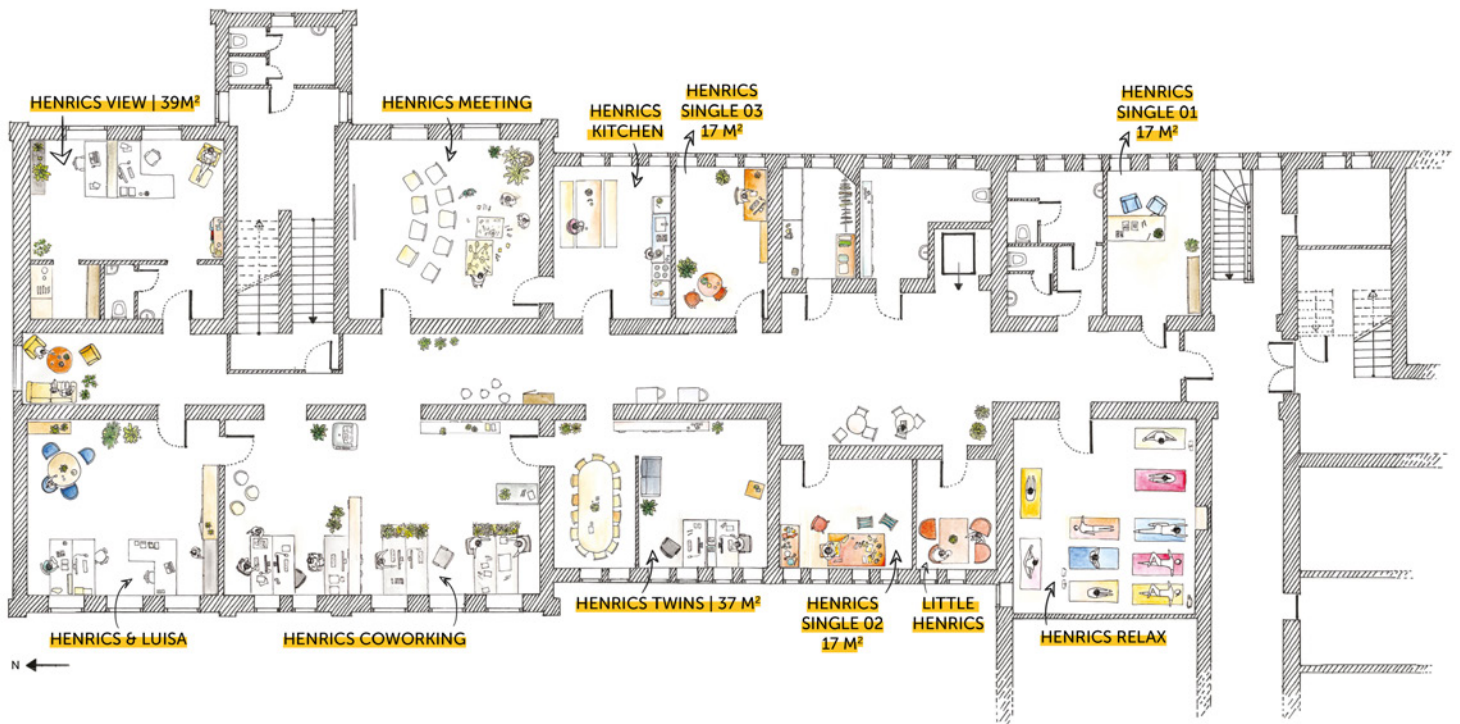 HENRICS VIEW | 39M²
HENRICS MEETING
HENRICS
KITCHEN
HENRICS
SINGLE 03
17 M²
HENRICS
SINGLE 01
17 M²
HENRICS & LUISA
HENRICS COWORKING
HENRICS TWINS | 37 M²
HENRICS
SINGLE 02
17 M²
LITTLE
HENRICS
HENRICS RELAX
N